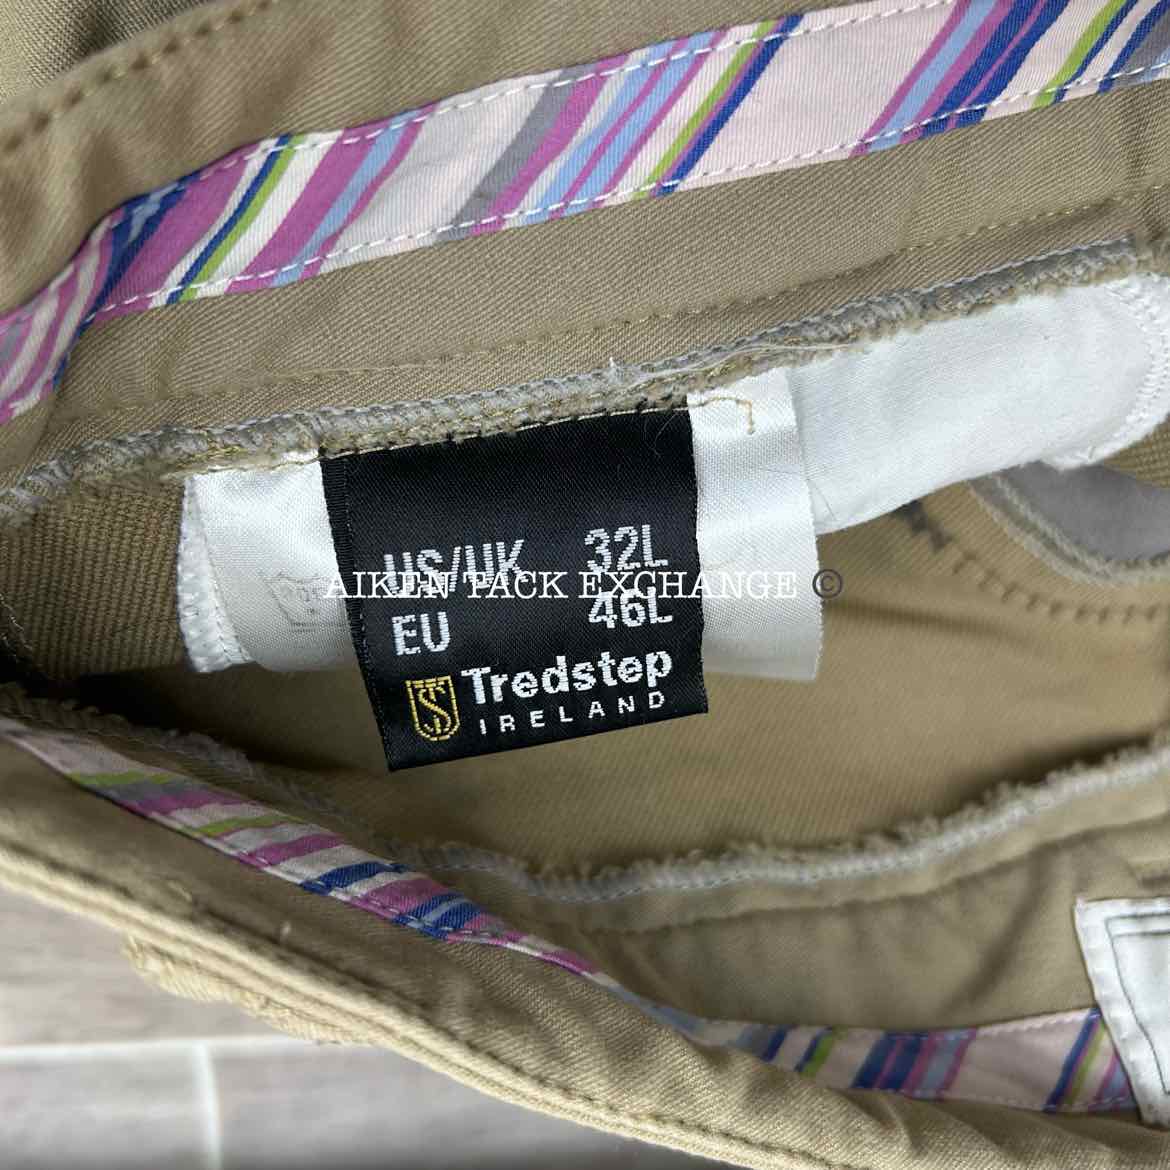 US/UK 32L
AIKEN TACK EXCHANGE ©
EU 46L
Tredstep
IRELAND